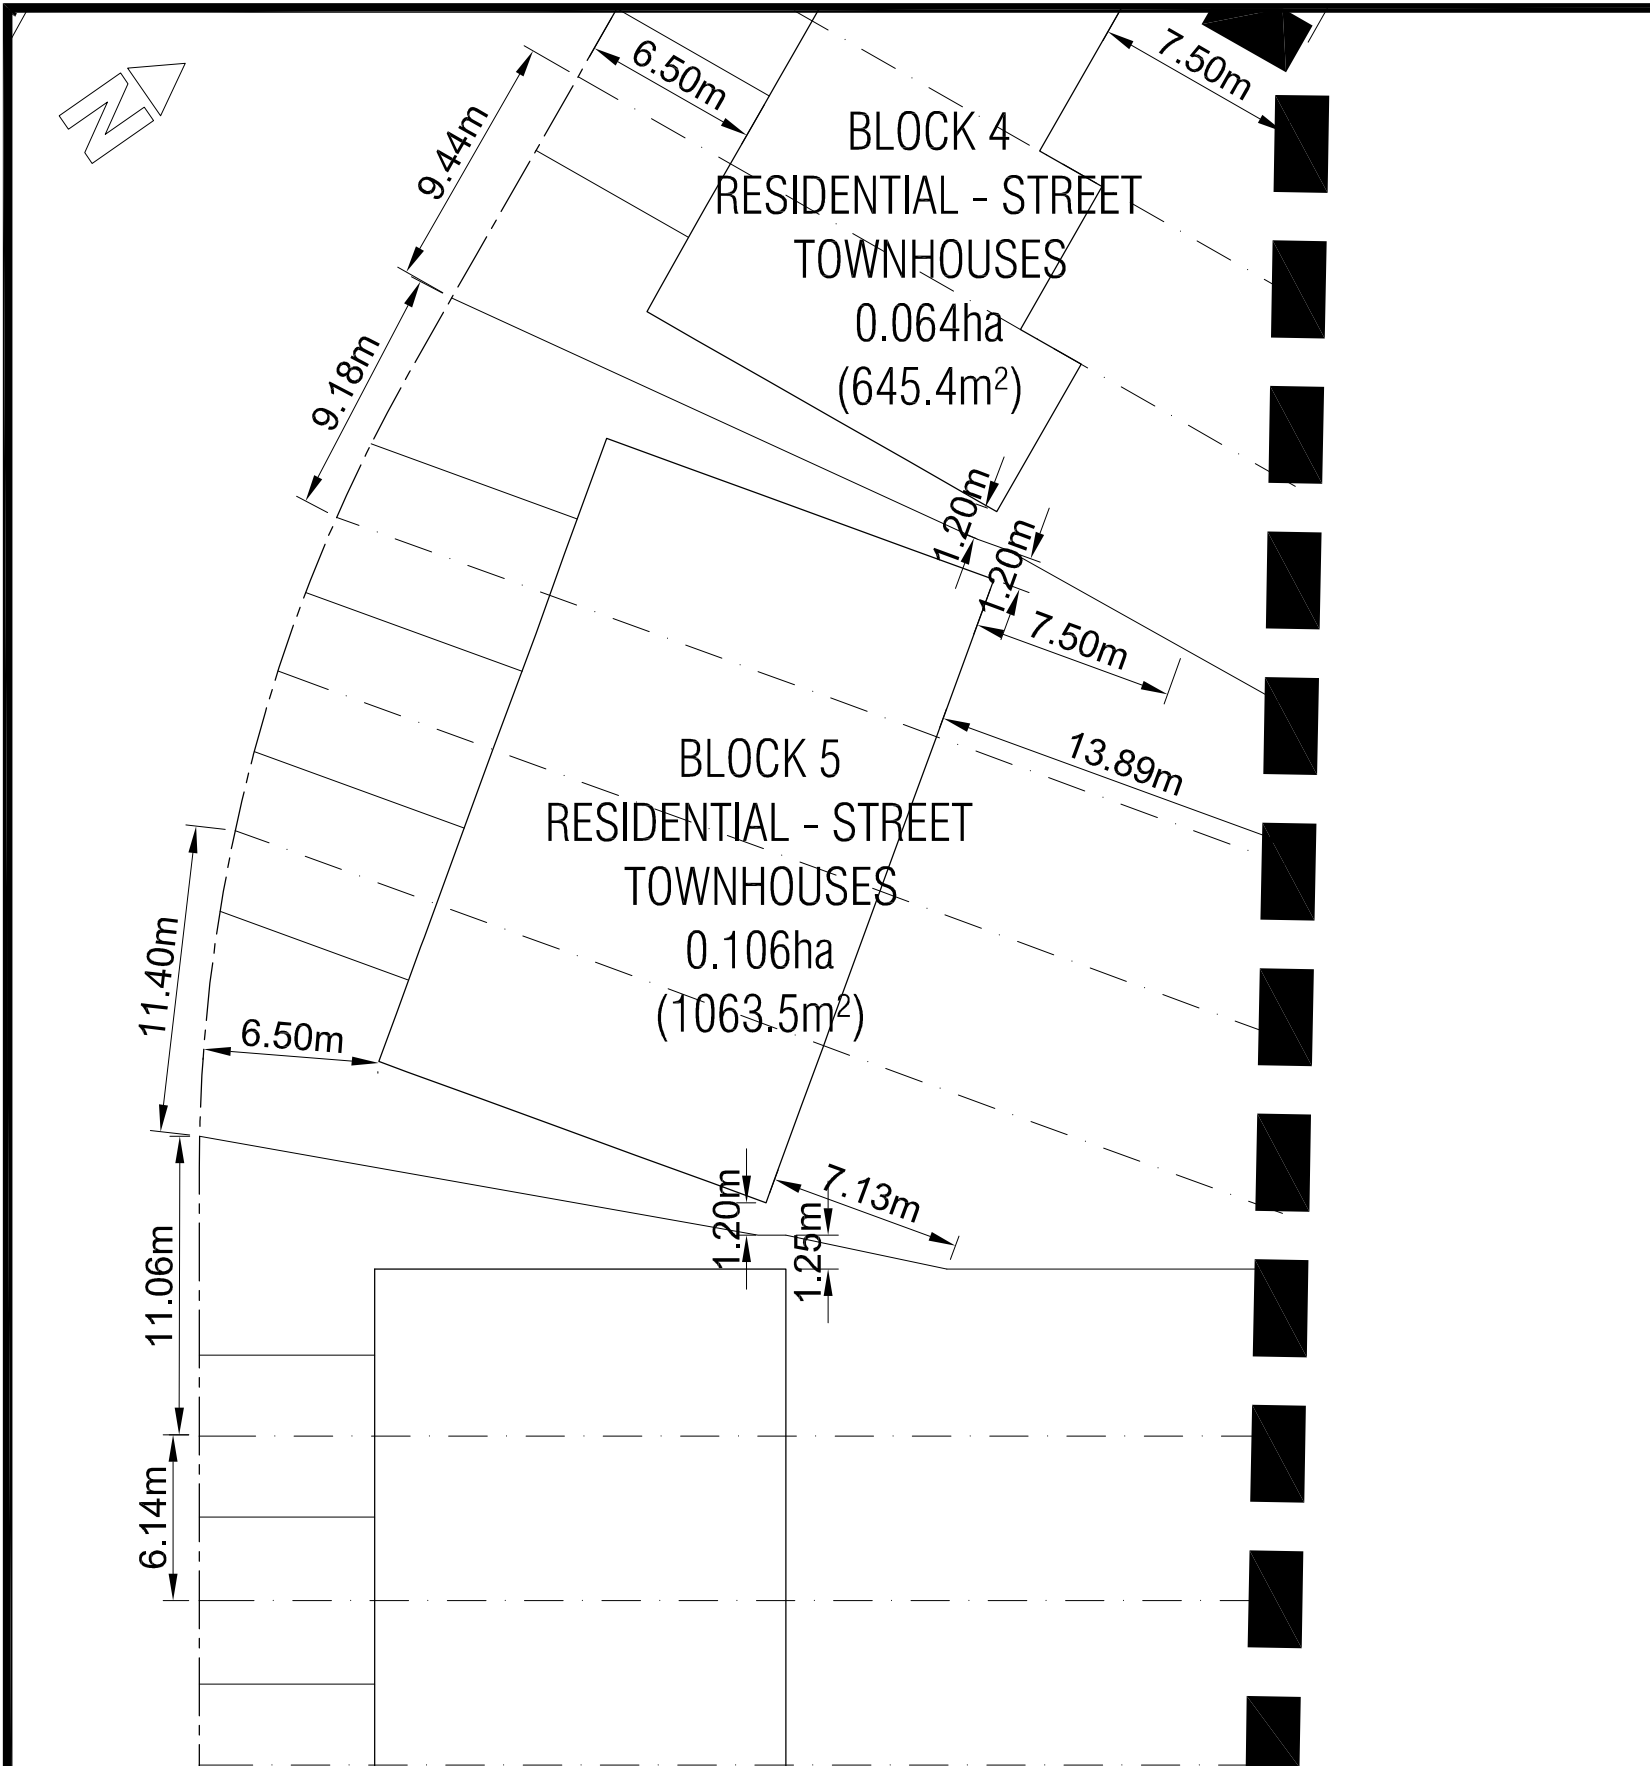 N
6.50m
7.50m
9.44m
BLOCK 4
RESIDENTIAL - STREET
TOWNHOUSES
0.064ha
(645.4m²)
9.18m
1.20m
1.20m
7.50m
13.89m
BLOCK 5
RESIDENTIAL - STREET
TOWNHOUSES
0.106ha
(1063.5m²)
11.40m
6.50m
7.13m
1.20m
1.25m
11.06m
6.14m